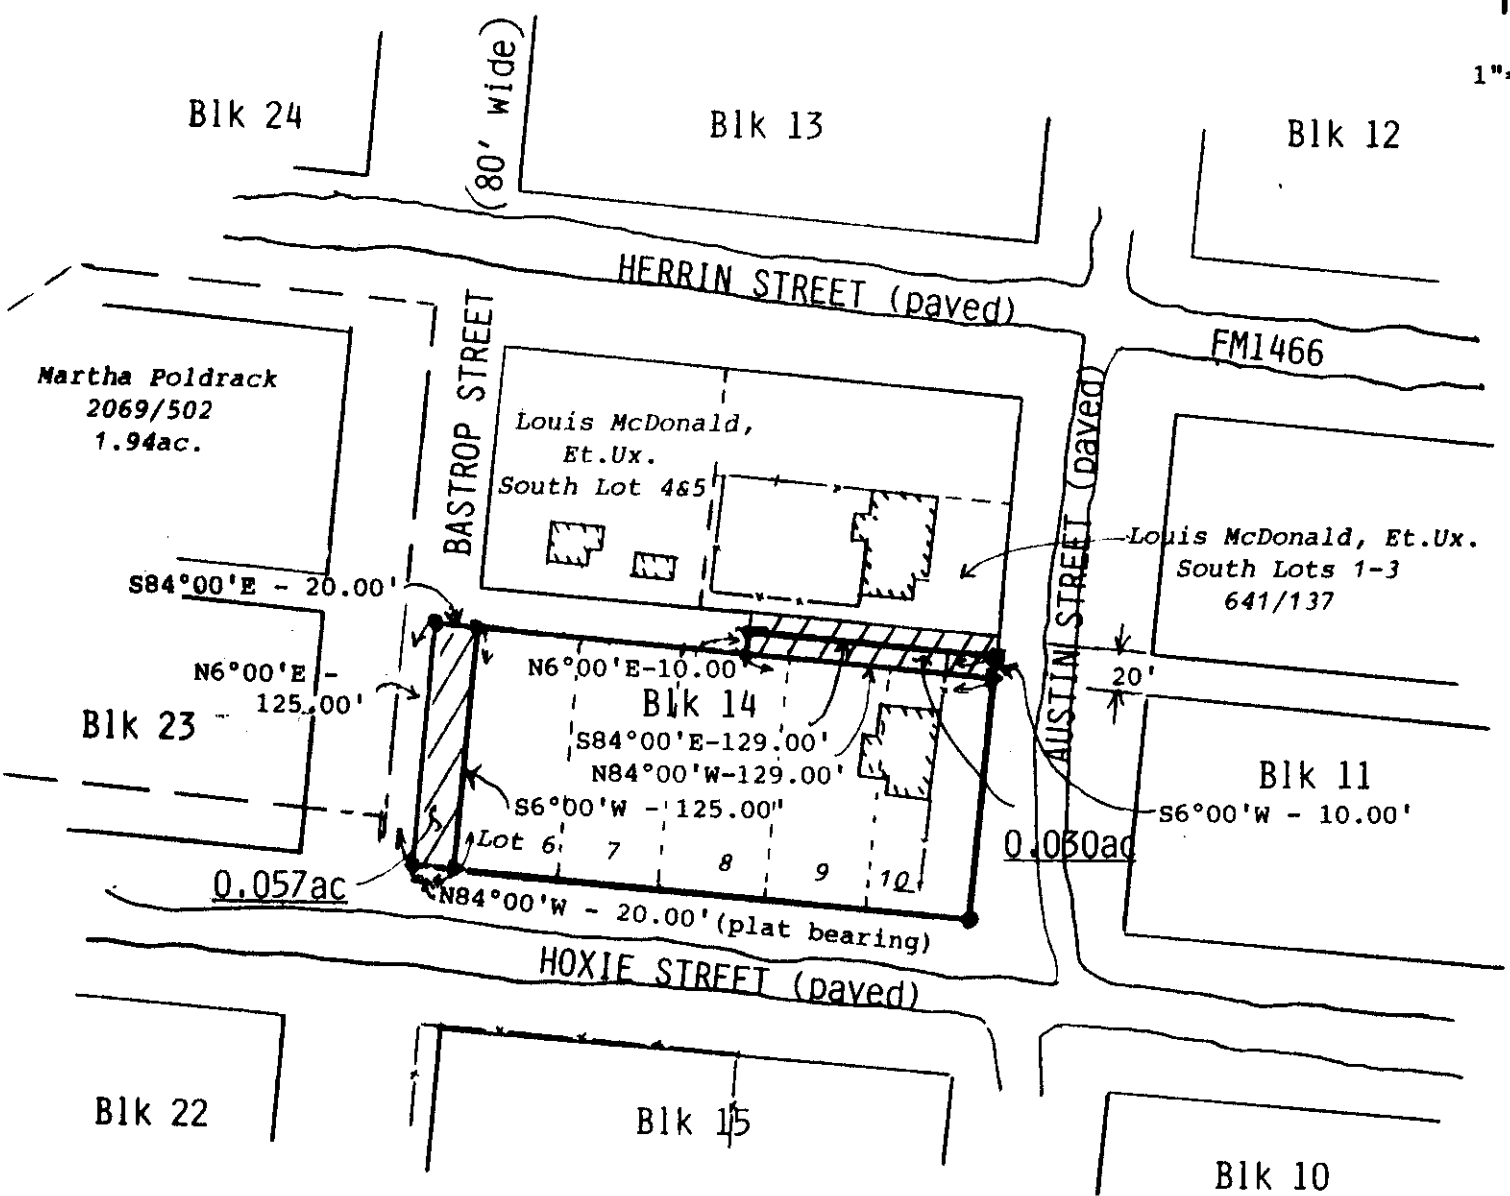 1"=
Blk 24
(80' wide)
Blk 13
Blk 12
HERRIN STREET (paved)
FM1466
BASTROP STREET
Martha Poldrack
2069/502
1.94ac.
Louis McDonald,
Et.Ux.
South Lot 4&5
AUSTIN STREET (paved)
Louis McDonald, Et.Ux.
South Lots 1-3
641/137
S84°00'E - 20.00'
N6°00'E -
125.00'
N6°00'E-10.00
20'
Blk 23
Blk 14
S84°00'E-129.00'
N84°00'W-129.00'
Blk 11
S6°00'W - 125.00"
S6°00'W - 10.00'
Lot 6
7
8
9
10
0.030ac
0.057ac
N84°00'W - 20.00'(plat bearing)
HOXIE STREET (paved)
Blk 22
Blk 15
Blk 10